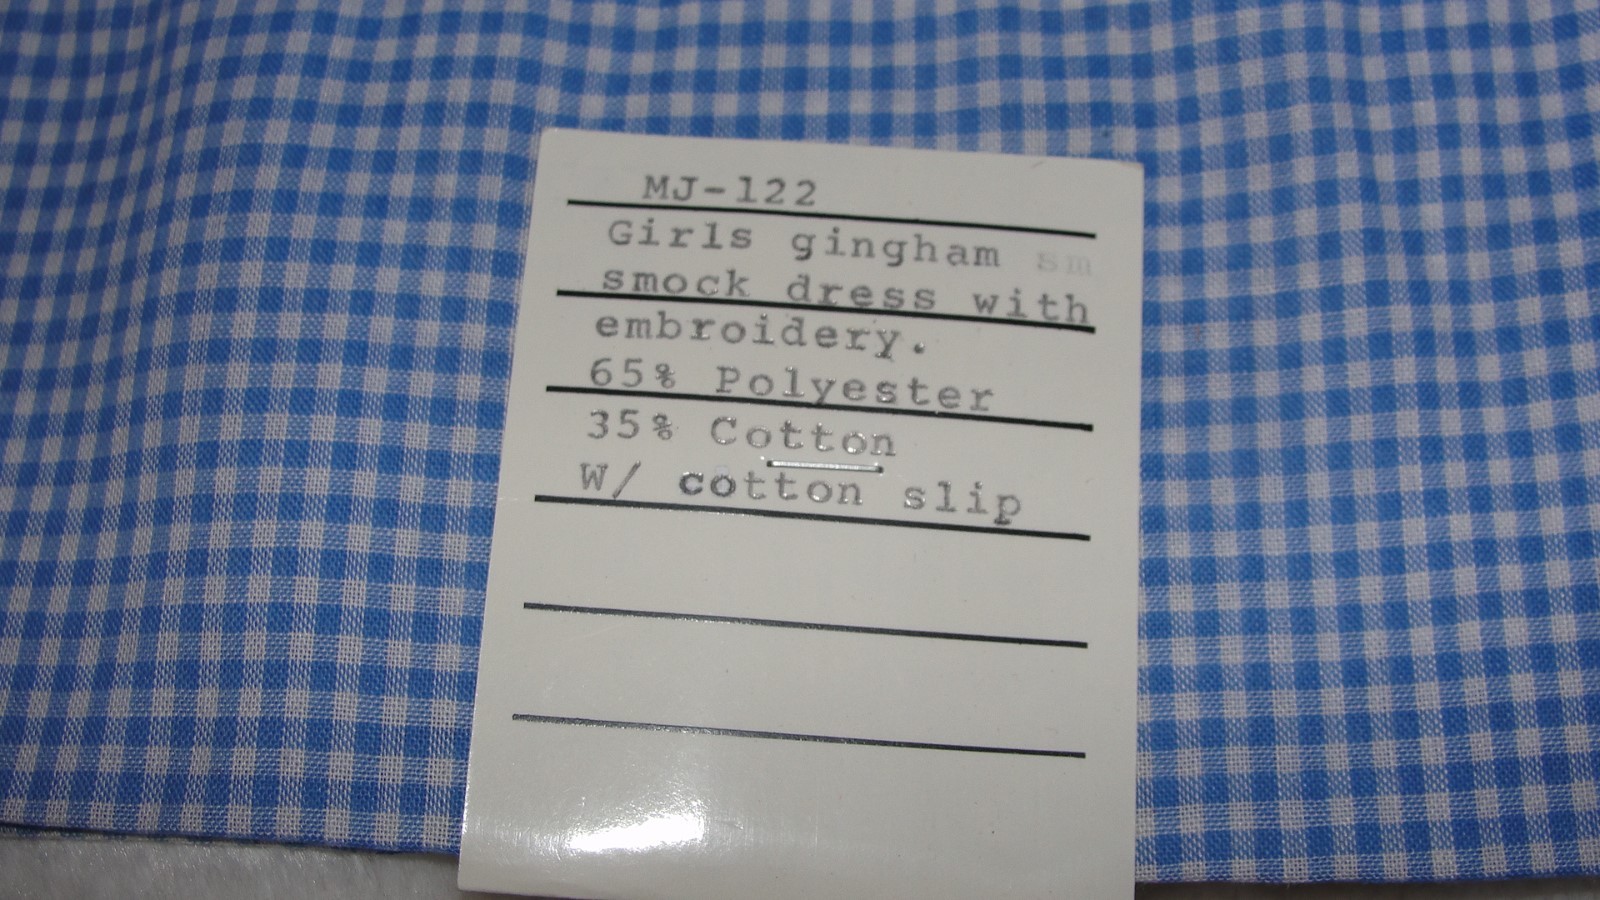 MJ-122
Girls gingham sm
smock dress with
embroidery.
65% Polyester
35% Cotton
W/ cotton slip